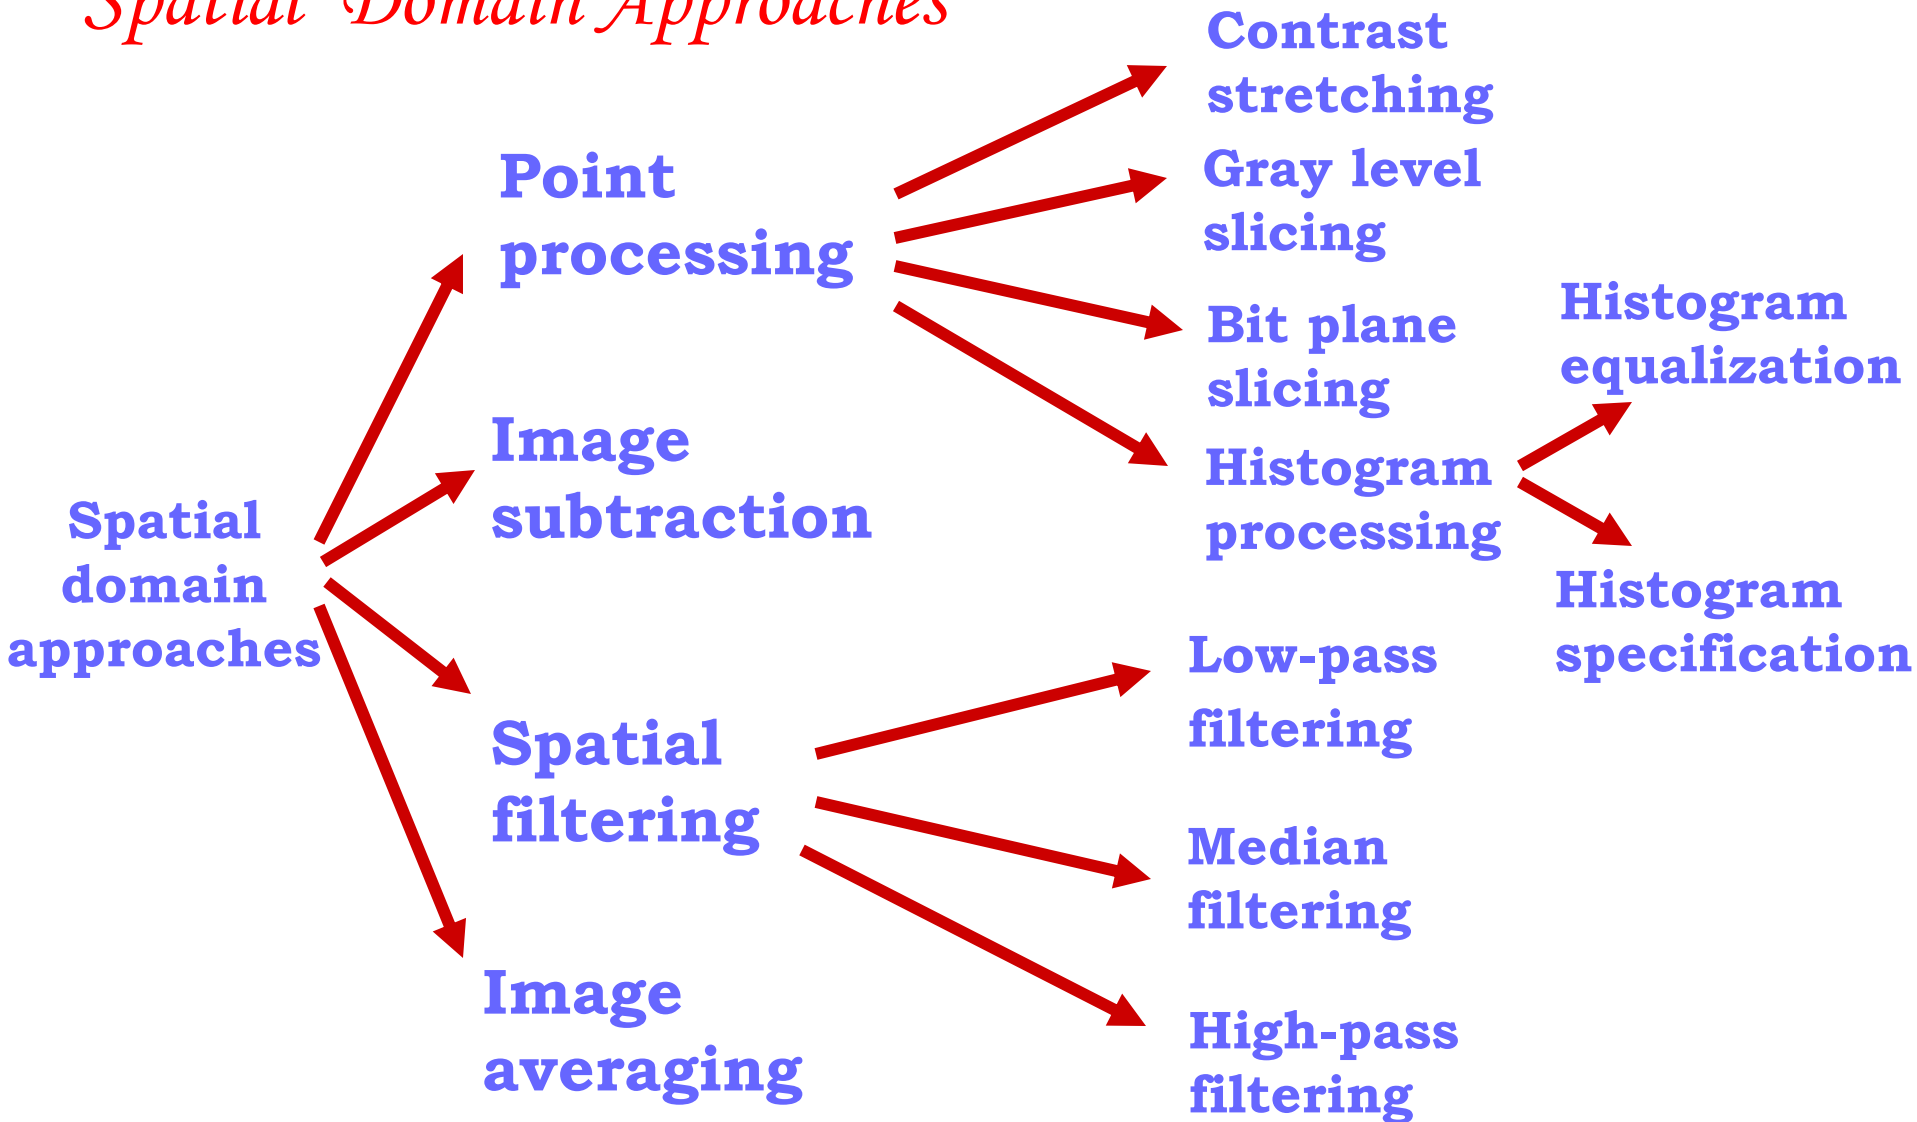 Spatial Domain Approaches
Spatial
domain
approaches
Point
processing
Image
subtraction
Spatial
filtering
Image
averaging
Contrast
stretching
Gray level
slicing
Bit plane
slicing
Histogram
processing
Histogram
equalization
Histogram
specification
Low-pass
filtering
Median
filtering
High-pass
filtering